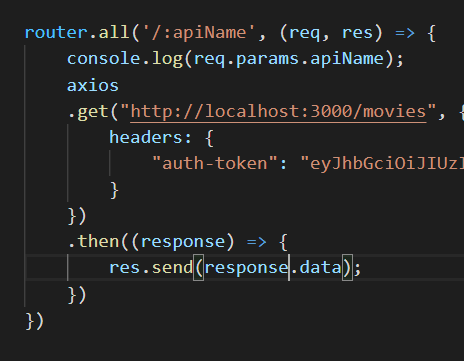 router.all('/:apiName', (req, res) => {
console.log(req.params.apiName);
axios
.get("http://localhost:3000/movies", {
headers: {
"auth-token": "eyJhbGciOiJIUzI
}
})
.then((response) => {
res.send(response.data);
})
})